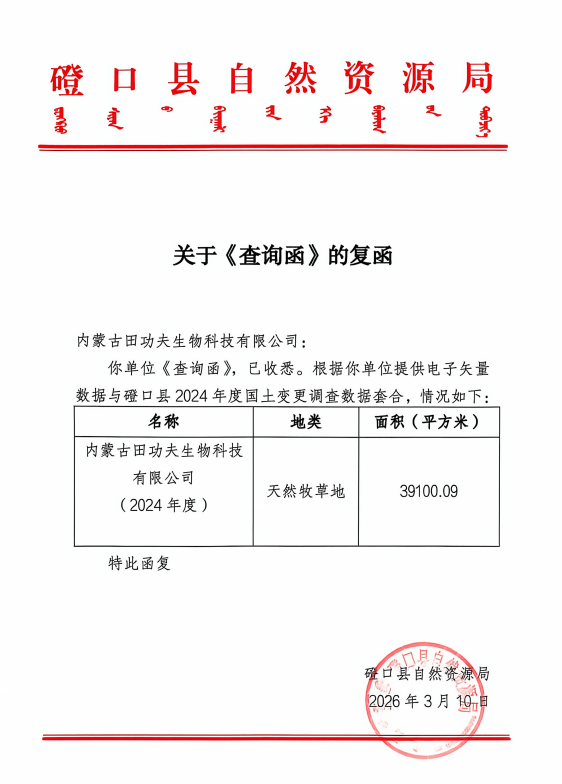 磴口县自然资源局
关于《查询函》的复函
内蒙古田功夫生物科技有限公司：
你单位《查询函》，已收悉。根据你单位提供电子矢量
数据与磴口县2024年度国土变更调查数据套合，情况如下：
名称 地类 面积（平方米）
内蒙古田功夫生物科技
有限公司
（2024年度） 天然牧草地 39100.09
特此函复
磴口县自然资源局
2026年3月10日